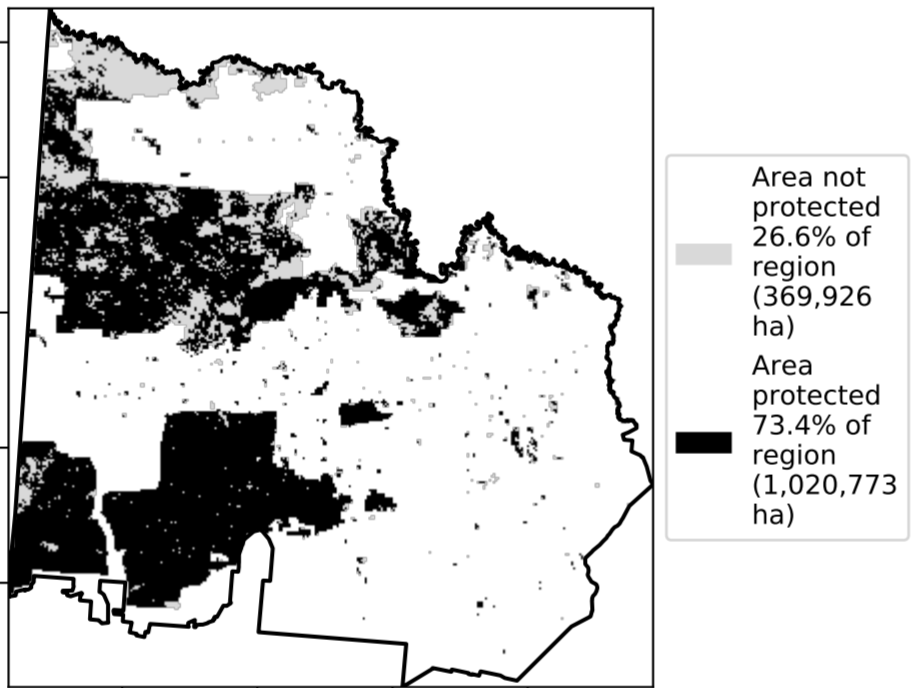 Area not
protected
26.6% of
region
(369,926
ha)
Area
protected
73.4% of
region
(1,020,773
ha)